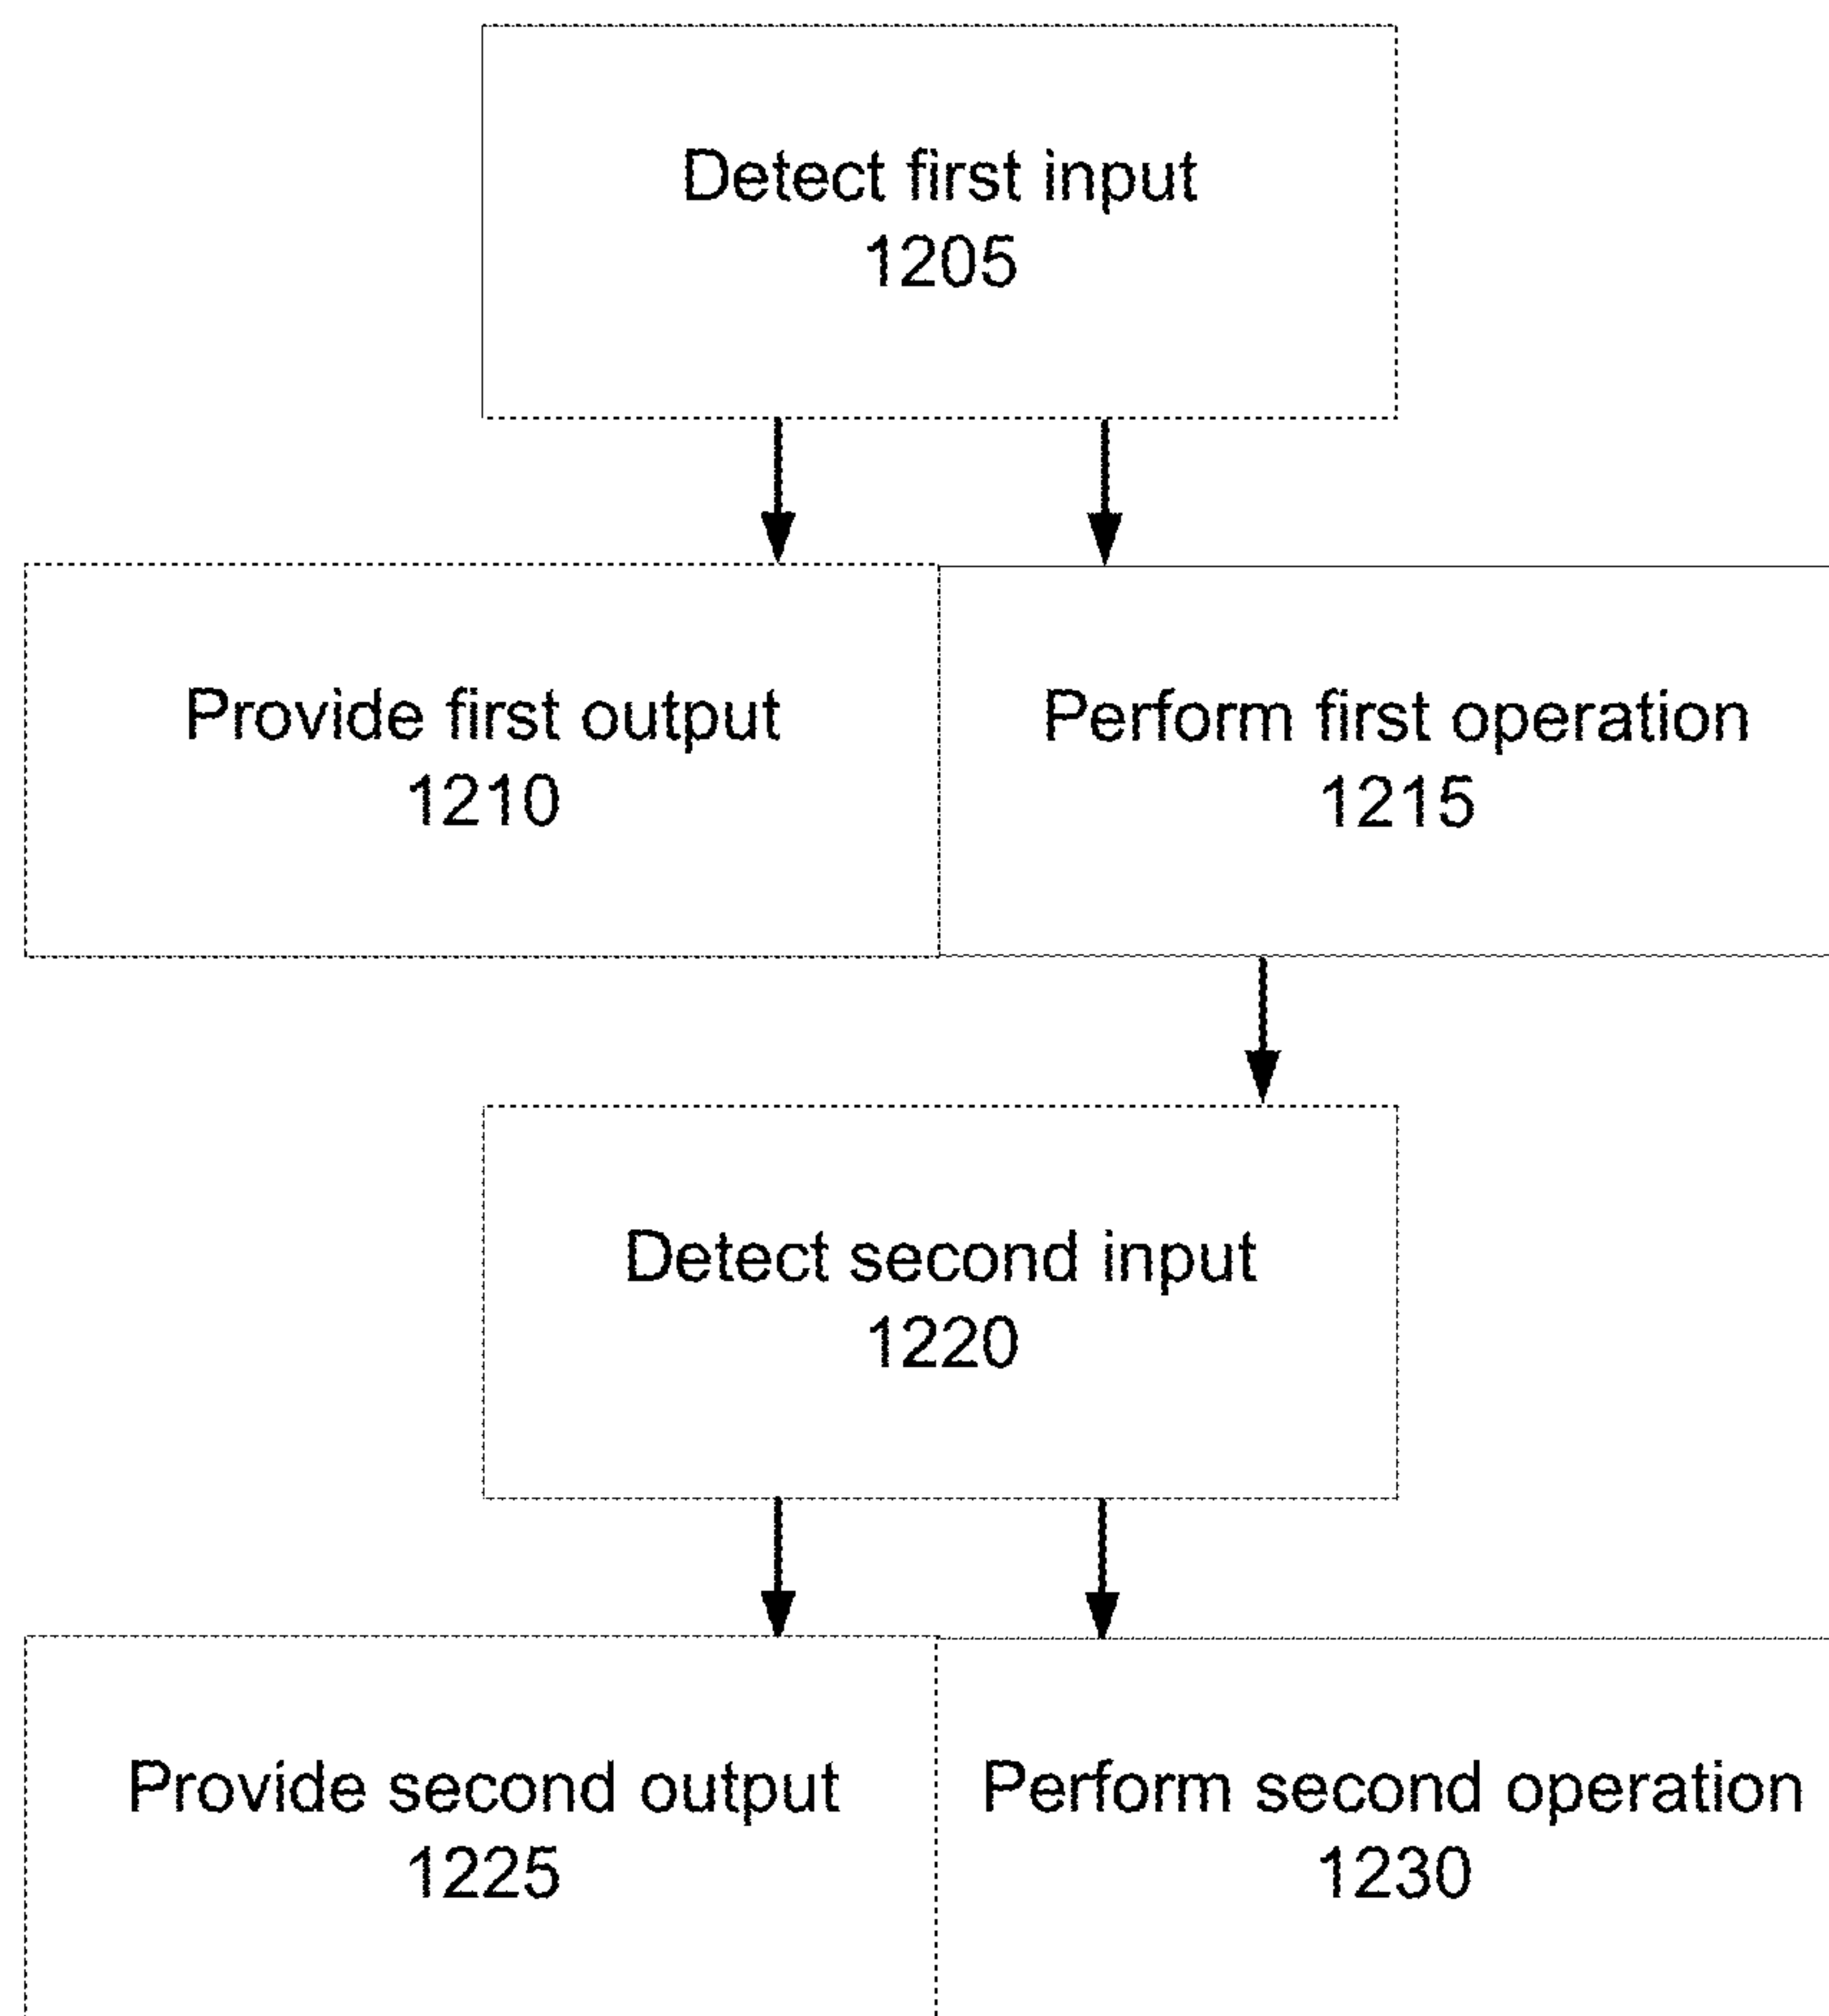 Detect first input
1205
Provide first output
1210
Perform first operation
1215
Detect second input
1220
Provide second output
1225
Perform second operation
1230